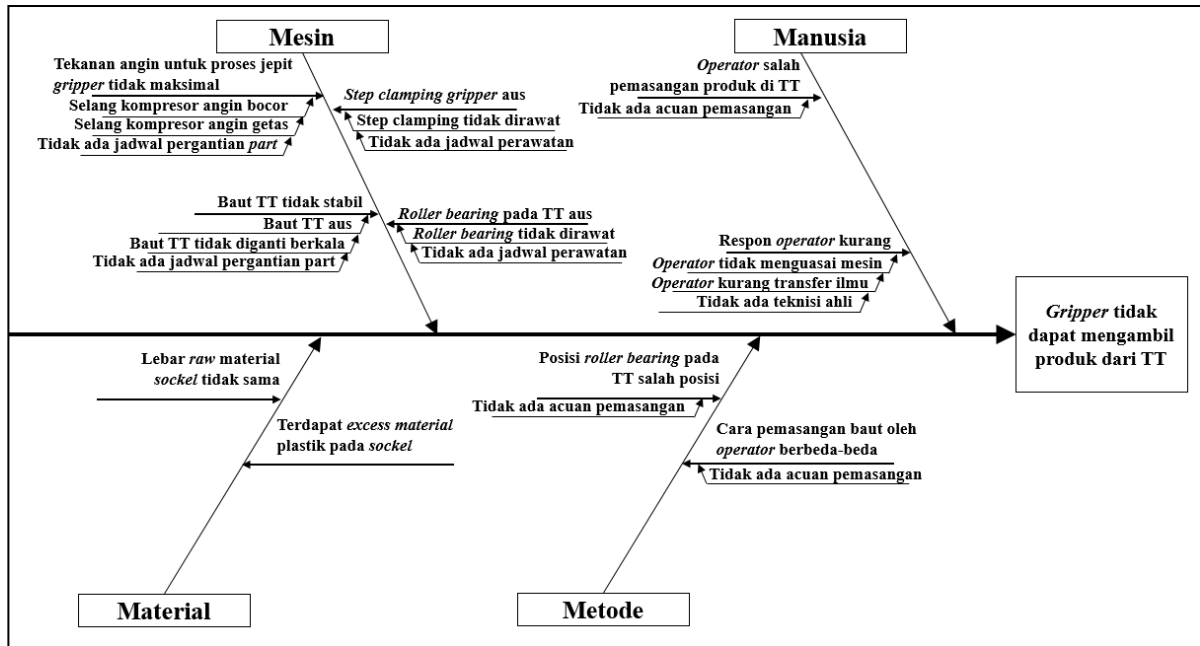 Mesin
Manusia
Tekanan angin untuk proses jepit
gripper tidak maksimal
Selang kompresor angin bocor
Selang kompresor angin getas
Tidak ada jadwal pergantian part
Step clamping gripper aus
Step clamping tidak dirawat
Tidak ada jadwal perawatan
Baut TT tidak stabil
Baut TT aus
Baut TT tidak diganti berkala
Tidak ada jadwal pergantian part
Roller bearing pada TT aus
Roller bearing tidak dirawat
Tidak ada jadwal perawatan
Operator salah
pemasangan produk di TT
Tidak ada acuan pemasangan
Respon operator kurang
Operator tidak menguasai mesin
Operator kurang transfer ilmu
Tidak ada teknisi ahli
Gripper tidak
dapat mengambil
produk dari TT
Lebar raw material
sockel tidak sama
Terdapat excess material
plastik pada sockel
Posisi roller bearing pada
TT salah posisi
Tidak ada acuan pemasangan
Cara pemasangan baut oleh
operator berbeda-beda
Tidak ada acuan pemasangan
Material
Metode